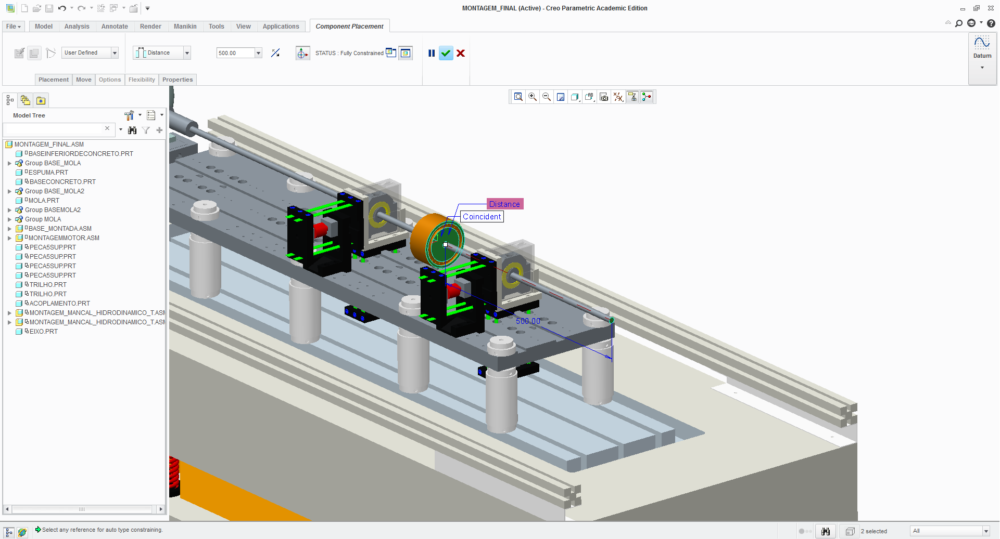 MONTAGEM_FINAL (Active) - Creo Parametric Academic Edition
File Model Analysis Annotate Render Manikin Tools View Applications Component Placement
User Defined Distance 500.00 STATUS : Fully Constrained
Datum
Placement Move Options Flexibility Properties
Model Tree
MONTAGEM_FINAL.ASM
BASEINFERIORDECONCRETO.PRT
Group BASE_MOLA
ESPUMA.PRT
BASECONCRETO.PRT
Group BASE_MOLA2
MOLA.PRT
Group BASEMOLA2
Group MOLA
BASE_MONTADA.ASM
MONTAGEMMOTOR.ASM
PECA5SUP.PRT
PECA5SUP.PRT
PECA5SUP.PRT
PECA5SUP.PRT
TRILHO.PRT
TRILHO.PRT
ACOPLAMENTO.PRT
MONTAGEM_MANCAL_HIDRODINAMICO_T.ASM
MONTAGEM_MANCAL_HIDRODINAMICO_T.ASM
EIXO.PRT
Distance
Coincident
500.00
Select any reference for auto type constraining.
2 selected
All